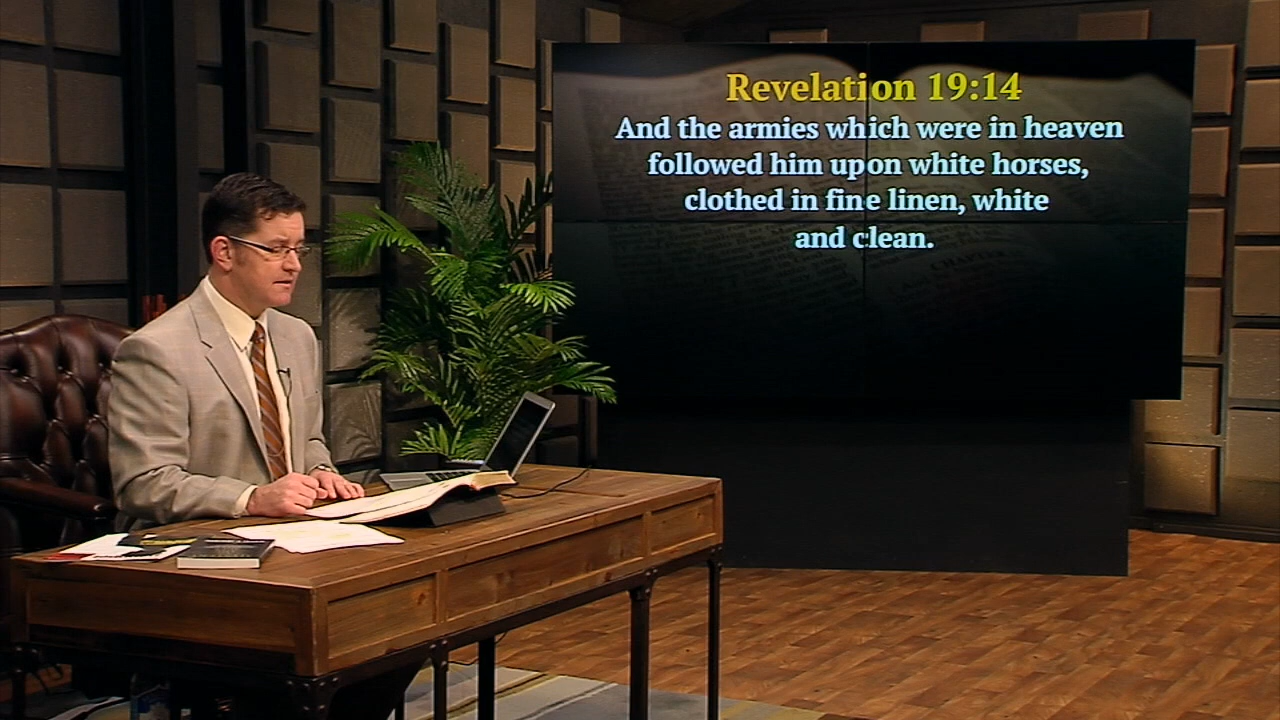 Revelation 19:14
And the armies which were in heaven
followed him upon white horses,
clothed in fine linen, white
and clean.